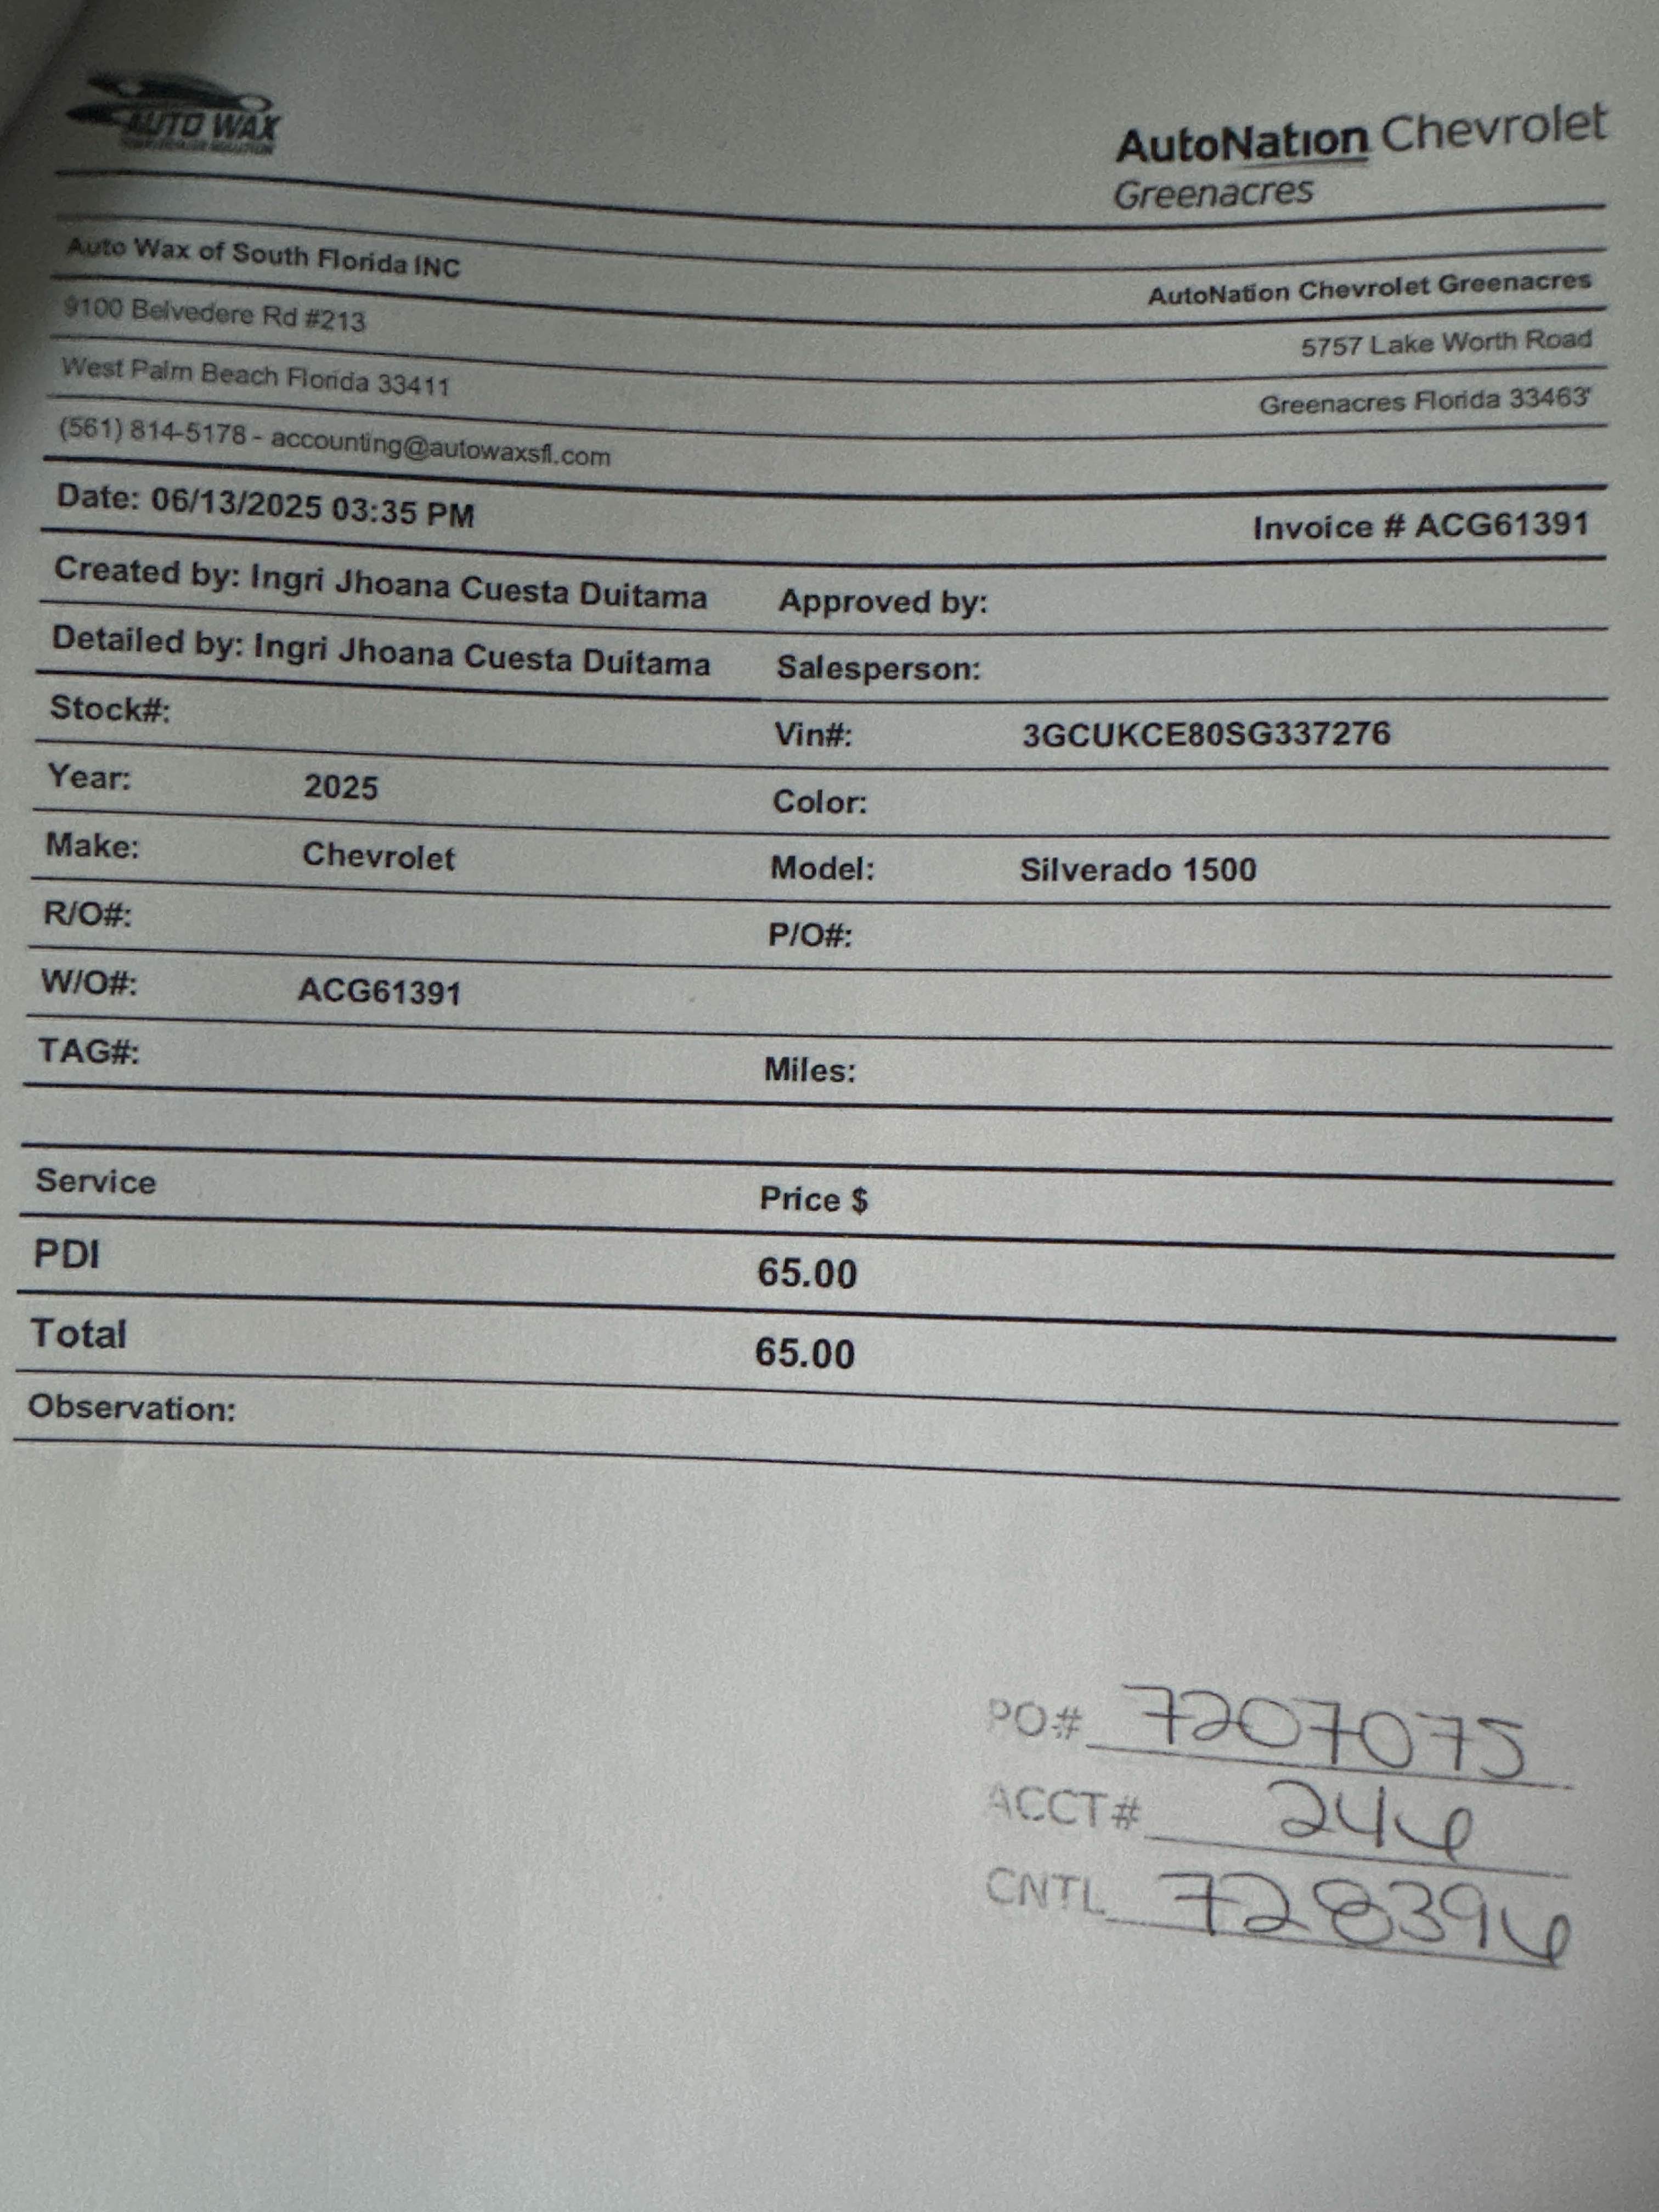 AUTO WAX
AutoNation Chevrolet
Greenacres
Auto Wax of South Florida INC
AutoNation Chevrolet Greenacres
9100 Belvedere Rd #213
5757 Lake Worth Road
West Palm Beach Florida 33411
Greenacres Florida 33463'
(561) 814-5178 - accounting@autowaxsfl.com
Date: 06/13/2025 03:35 PM Invoice # ACG61391
Created by: Ingri Jhoana Cuesta Duitama Approved by:
Detailed by: Ingri Jhoana Cuesta Duitama Salesperson:
Stock#: Vin#: 3GCUKCE80SG337276
Year: 2025 Color:
Make: Chevrolet Model: Silverado 1500
R/O#: P/O#:
W/O#: ACG61391
TAG#: Miles:
Service Price $
PDI 65.00
Total 65.00
Observation:
PO# 7207075
ACCT# 246
CNTL 728396